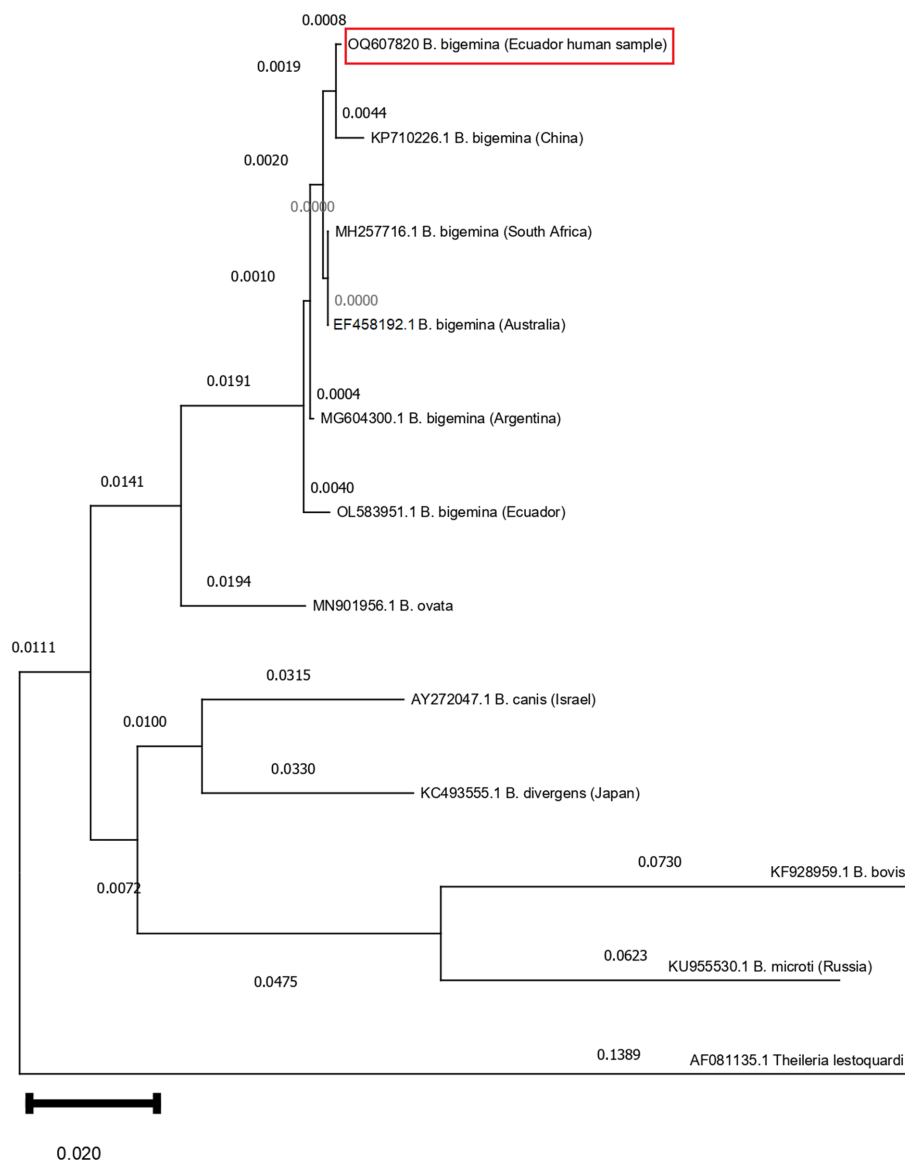 0.0008
OQ607820 B. bigemina (Ecuador human sample)
0.0019
0.0044
KP710226.1 B. bigemina (China)
0.0020
0.0000
MH257716.1 B. bigemina (South Africa)
0.0010
0.0000
EF458192.1 B. bigemina (Australia)
0.0191
0.0004
MG604300.1 B. bigemina (Argentina)
0.0141
0.0040
OL583951.1 B. bigemina (Ecuador)
0.0194
MN901956.1 B. ovata
0.0111
0.0315
AY272047.1 B. canis (Israel)
0.0100
0.0330
KC493555.1 B. divergens (Japan)
0.0730
KF928959.1 B. bovis
0.0072
0.0623
KU955530.1 B. microti (Russia)
0.0475
0.1389
AF081135.1 Theileria lestoquardi
0.020